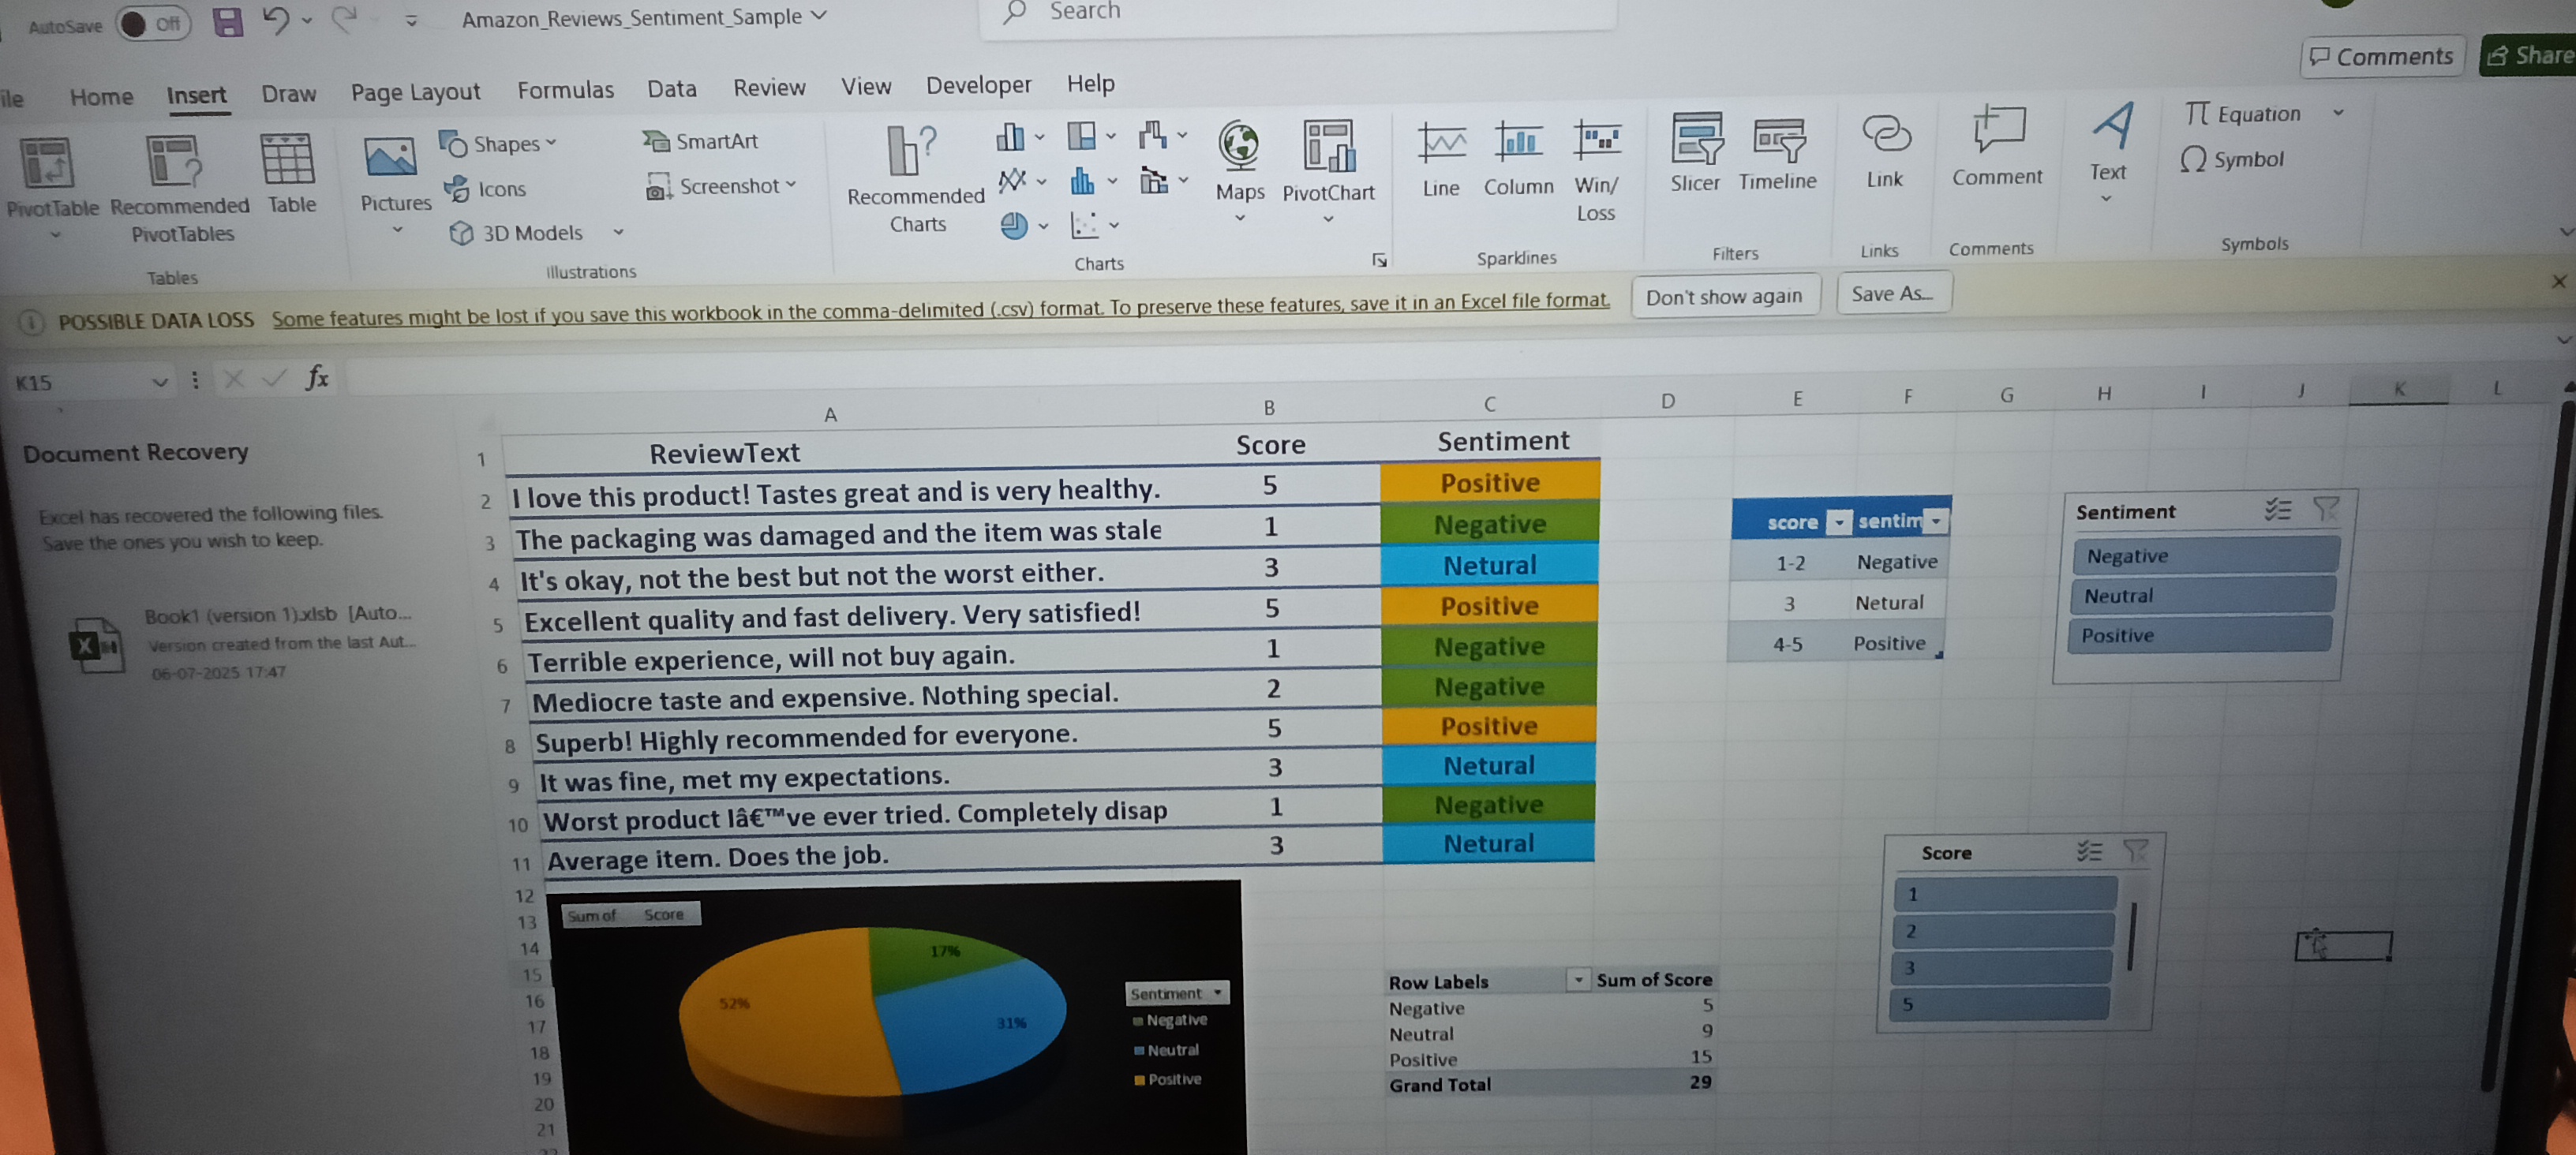 AutoSave Off Amazon_Reviews_Sentiment_Sample Search
Comments Share
ile Home Insert Draw Page Layout Formulas Data Review View Developer Help
PivotTable Recommended PivotTables Table
Tables
Pictures Shapes Icons 3D Models SmartArt Screenshot
Illustrations
Recommended Charts Maps PivotChart
Charts
Line Column Win/ Loss
Sparklines
Slicer Timeline
Filters
Link
Links
Comment
Comments
Text
Equation
Symbol
Symbols
POSSIBLE DATA LOSS Some features might be lost if you save this workbook in the comma-delimited (.csv) format. To preserve these features, save it in an Excel file format. Don't show again Save As...
K15 fx
A B C D E F G H I J K L
Document Recovery
Excel has recovered the following files.
Save the ones you wish to keep.
Book1 (version 1).xlsb [Auto...
Version created from the last Aut...
06-07-2025 17:47
1 ReviewText Score Sentiment
2 I love this product! Tastes great and is very healthy. 5 Positive
3 The packaging was damaged and the item was stale 1 Negative
4 It's okay, not the best but not the worst either. 3 Netural
5 Excellent quality and fast delivery. Very satisfied! 5 Positive
6 Terrible experience, will not buy again. 1 Negative
7 Mediocre taste and expensive. Nothing special. 2 Negative
8 Superb! Highly recommended for everyone. 5 Positive
9 It was fine, met my expectations. 3 Netural
10 Worst product Iâ€™ve ever tried. Completely disap 1 Negative
11 Average item. Does the job. 3 Netural
12
13
14
15
16
17
18
19
20
21
score sentim
1-2 Negative
3 Netural
4-5 Positive
Sentiment
Negative
Neutral
Positive
Score
1
2
3
5
Sum of Score
17%
52%
31%
Sentiment
Negative
Neutral
Positive
Row Labels Sum of Score
Negative 5
Neutral 9
Positive 15
Grand Total 29